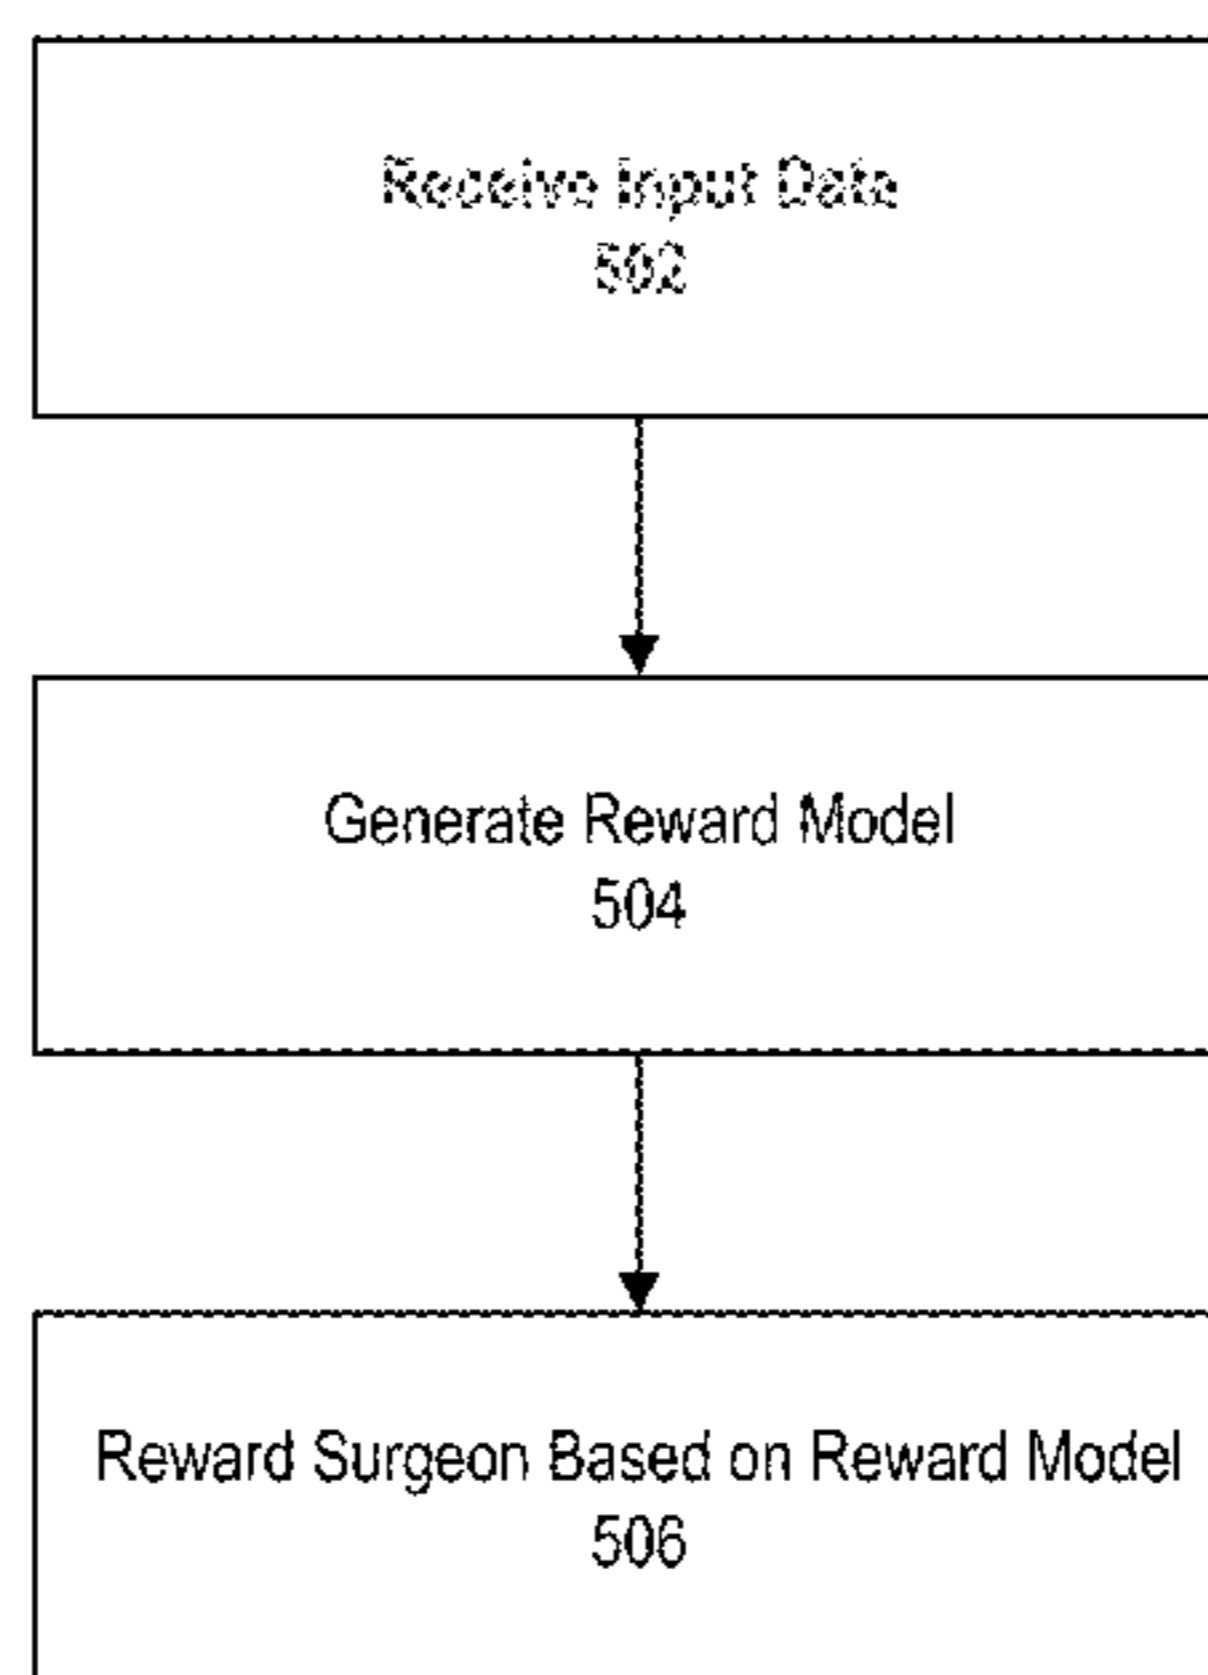 Receive Input Data
502
Generate Reward Model
504
Reward Surgeon Based on Reward Model
506